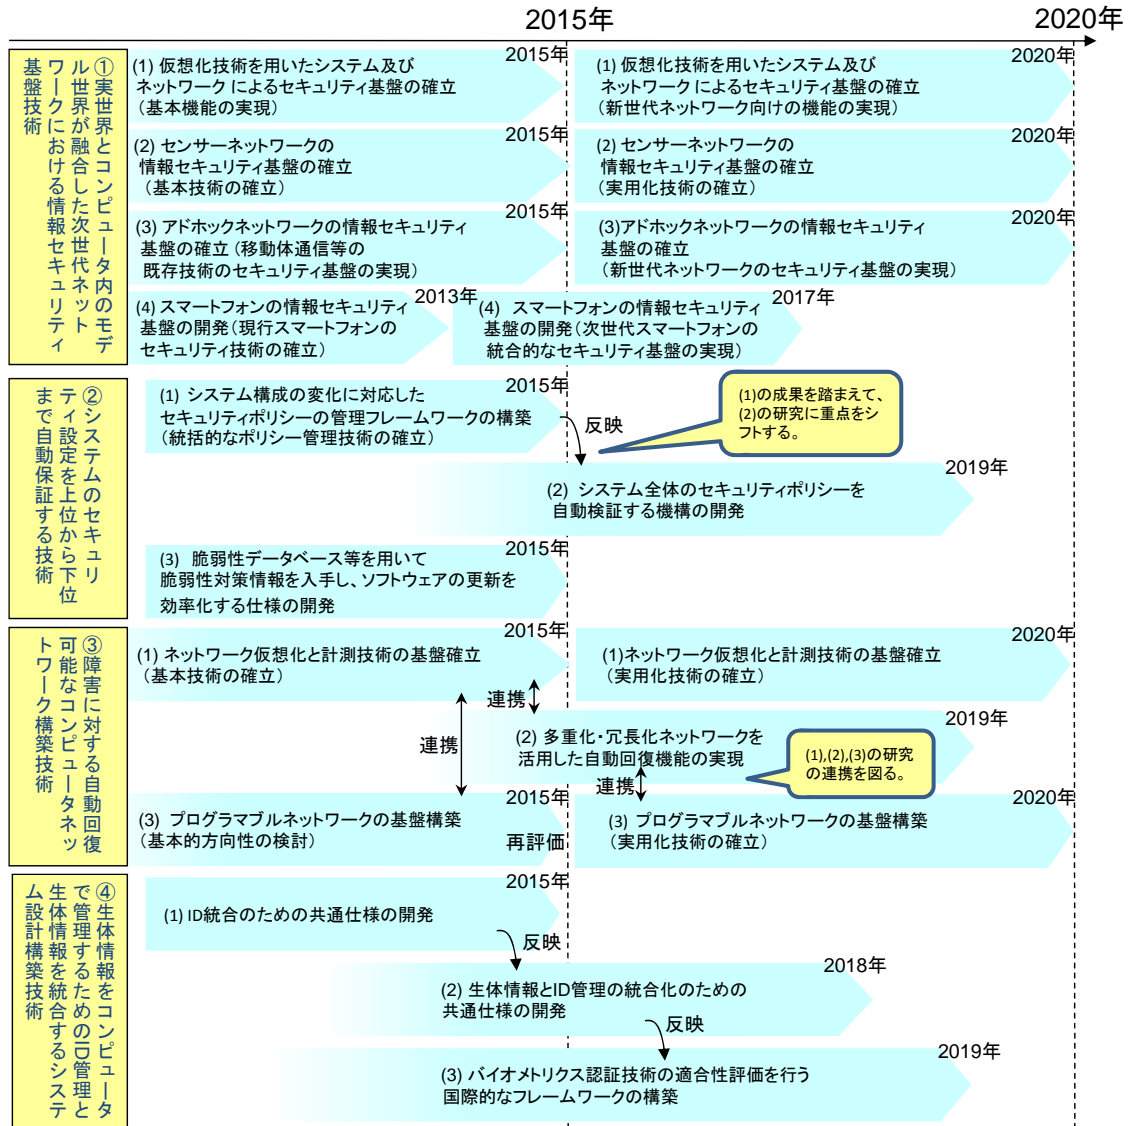 2015年
2020年
①実世界とコンピュータ内のモデ
ル世界が融合した次世代ネット
ワークにおける情報セキュリティ
基盤技術
2015年
(1) 仮想化技術を用いたシステム及び
ネットワーク によるセキュリティ基盤の確立
(基本機能の実現)
2020年
(1) 仮想化技術を用いたシステム及び
ネットワーク によるセキュリティ基盤の確立
(新世代ネットワーク向けの機能の実現)
2015年
(2) センサーネットワークの
情報セキュリティ基盤の確立
(基本技術の確立)
2020年
(2) センサーネットワークの
情報セキュリティ基盤の確立
(実用化技術の確立)
2015年
(3) アドホックネットワークの情報セキュリティ
基盤の確立 (移動体通信等の
既存技術のセキュリティ基盤の実現)
2020年
(3)アドホックネットワークの情報セキュリティ
基盤の確立
(新世代ネットワークのセキュリティ基盤の実現)
2013年
(4) スマートフォンの情報セキュリティ
基盤の開発(現行スマートフォンの
セキュリティ技術の確立)
2017年
(4) スマートフォンの情報セキュリティ
基盤の開発(次世代スマートフォンの
統合的なセキュリティ基盤の実現)
②システムのセキュリ
ティ設定を上位から下位
まで自動保証する技術
2015年
(1) システム構成の変化に対応した
セキュリティポリシーの管理フレームワークの構築
(統括的なポリシー管理技術の確立)
反映
(1)の成果を踏まえて、
(2)の研究に重点をシ
フトする。
2019年
(2) システム全体のセキュリティポリシーを
自動検証する機構の開発
2015年
(3) 脆弱性データベース等を用いて
脆弱性対策情報を入手し、ソフトウェアの更新を
効率化する仕様の開発
③障害に対する自動回復
可能なコンピュータネッ
トワーク構築技術
2015年
(1) ネットワーク仮想化と計測技術の基盤確立
(基本技術の確立)
2020年
(1)ネットワーク仮想化と計測技術の基盤確立
(実用化技術の確立)
連携
連携
2019年
(2) 多重化・冗長化ネットワークを
活用した自動回復機能の実現
(1),(2),(3)の研究
の連携を図る。
連携
2015年
(3) プログラマブルネットワークの基盤構築
(基本的方向性の検討)
再評価
2020年
(3) プログラマブルネットワークの基盤構築
(実用化技術の確立)
④生体情報をコンピュータ
で管理するためのID管理と
生体情報を統合するシステ
ム設計構築技術
2015年
(1) ID統合のための共通仕様の開発
反映
2018年
(2) 生体情報とID管理の統合化のための
共通仕様の開発
反映
2019年
(3) バイオメトリクス認証技術の適合性評価を行う
国際的なフレームワークの構築